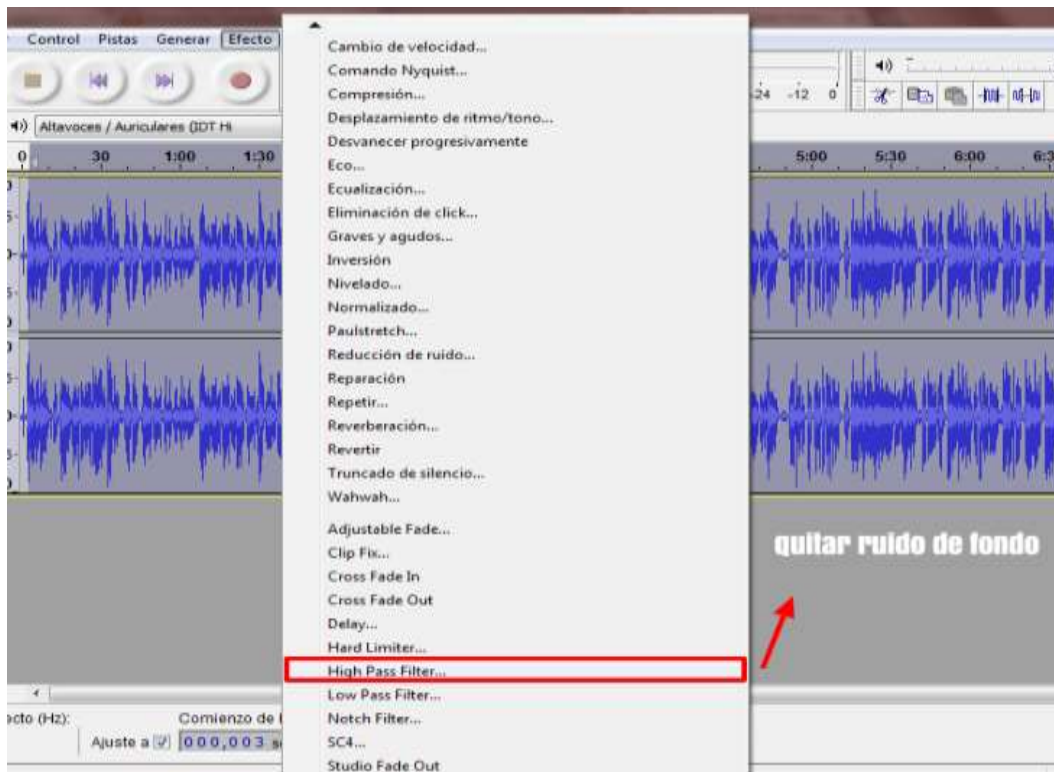 Control Pistas Generar Efecto
Altavoces / Auriculares (IDT Hi
-24 -12 0
0 30 1:00 1:30
5:00 5:30 6:00
Cambio de velocidad...
Comando Nyquist...
Compresión...
Desplazamiento de ritmo/tono...
Desvanecer progresivamente
Eco...
Ecualización...
Eliminación de click...
Graves y agudos...
Inversión
Nivelado...
Normalizado...
Paulstretch...
Reducción de ruido...
Reparación
Repetir...
Reverberación...
Revertir
Truncado de silencio...
Wahwah...
Adjustable Fade...
Clip Fix...
Cross Fade In
Cross Fade Out
Delay...
Hard Limiter...
High Pass Filter...
Low Pass Filter...
Notch Filter...
SC4...
Studio Fade Out
quitar ruido de fondo
(Hz):
Comienzo de
Ajuste a
000,003